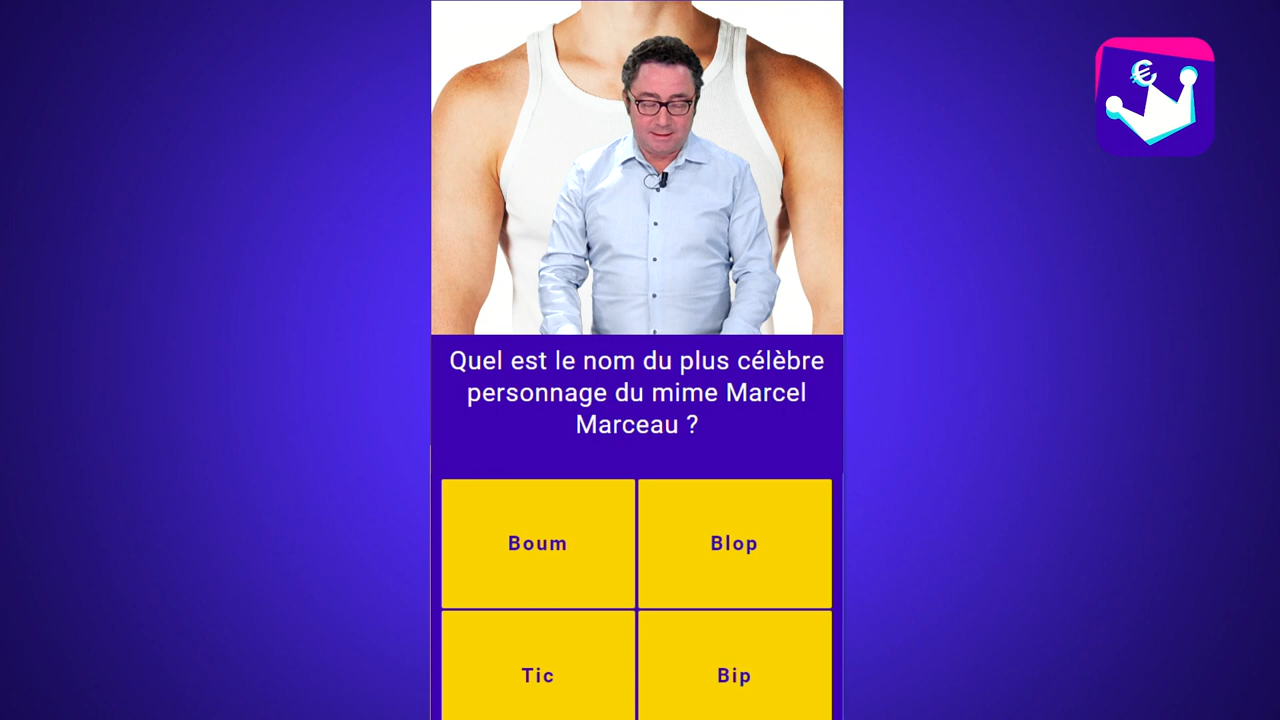 €
Quel est le nom du plus célèbre
personnage du mime Marcel
Marceau ?
Boum
Blop
Tic
Bip